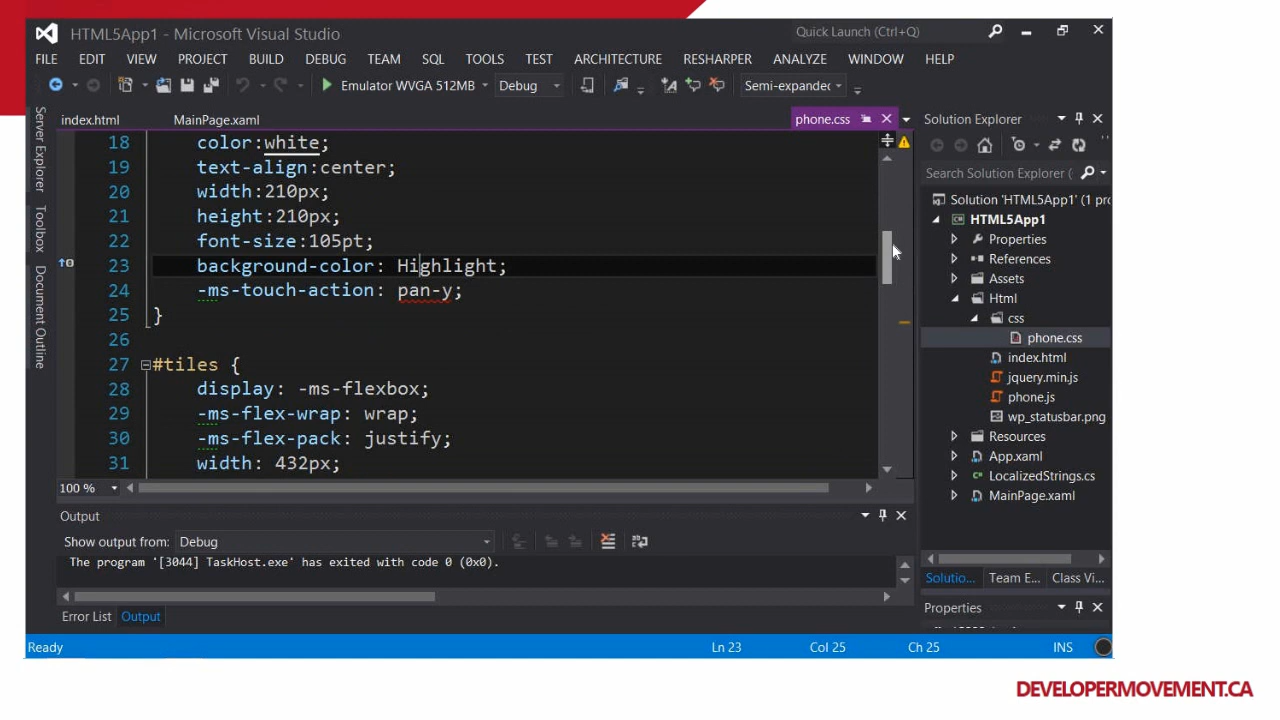 HTML5App1 - Microsoft Visual Studio
Quick Launch (Ctrl+Q)
FILE EDIT VIEW PROJECT BUILD DEBUG TEAM SQL TOOLS TEST ARCHITECTURE RESHARPER ANALYZE WINDOW HELP
Emulator WVGA 512MB Debug Semi-expanded
index.html MainPage.xaml phone.css
Server Explorer
Toolbox
Document Outline
18 color:white;
19 text-align:center;
20 width:210px;
21 height:210px;
22 font-size:105pt;
23 background-color: Highlight;
24 -ms-touch-action: pan-y;
25 }
26
27 #tiles {
28 display: -ms-flexbox;
29 -ms-flex-wrap: wrap;
30 -ms-flex-pack: justify;
31 width: 432px;
100 %
Output
Show output from: Debug
The program '[3044] TaskHost.exe' has exited with code 0 (0x0).
Error List Output
Solution Explorer
Search Solution Explorer (
Solution 'HTML5App1' (1 pro
HTML5App1
Properties
References
Assets
Html
css
phone.css
index.html
jquery.min.js
phone.js
wp_statusbar.png
Resources
App.xaml
LocalizedStrings.cs
MainPage.xaml
Solutio... Team E... Class Vi...
Properties
Ready Ln 23 Col 25 Ch 25 INS
DEVELOPERMOVEMENT.CA